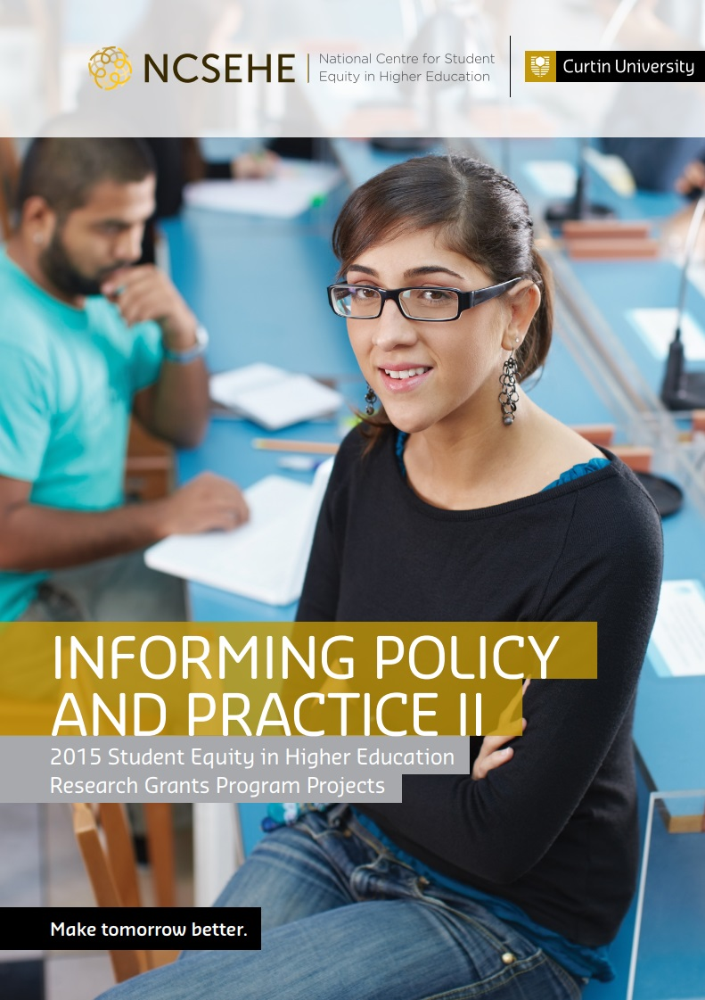 NCSEHE
National Centre for Student
Equity in Higher Education
Curtin University
INFORMING POLICY
AND PRACTICE II
2015 Student Equity in Higher Education
Research Grants Program Projects
Make tomorrow better.